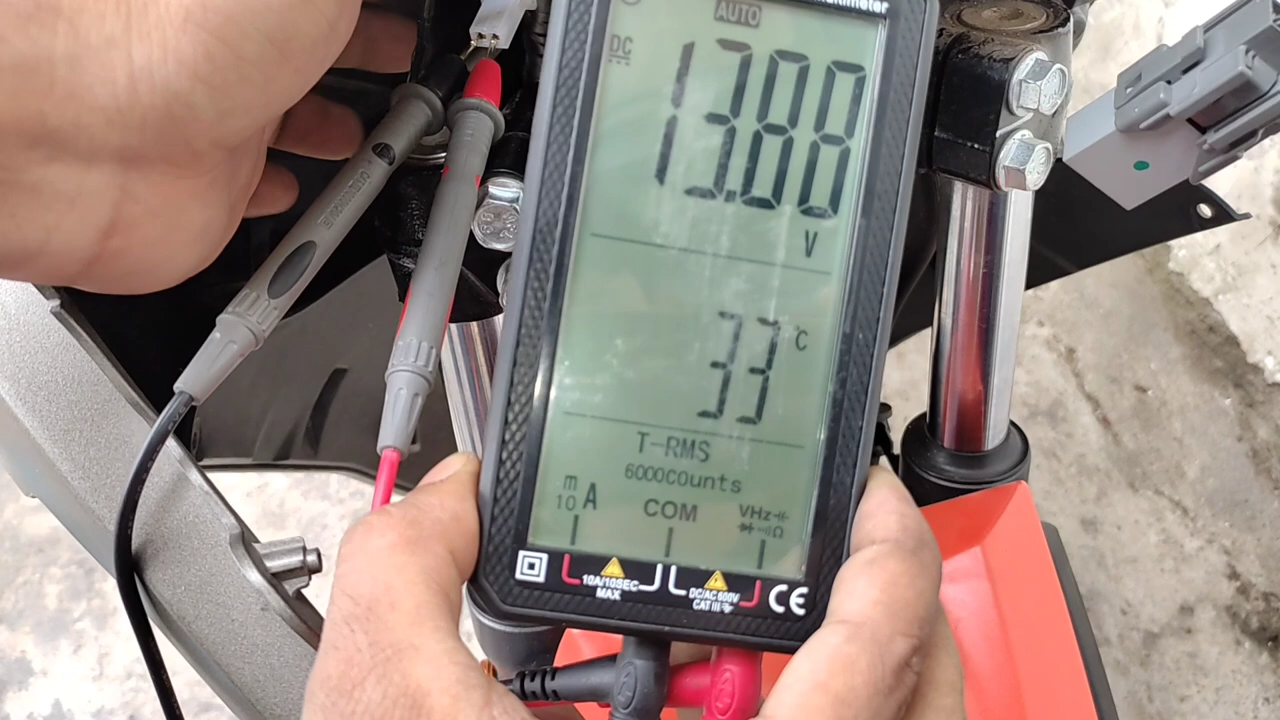 AUTO
DC
13.88
V
33 °C
T-RMS
6000COunts
m
10 A
COM
VHz
Ω
10A/10SEC
MAX
DC/AC 600V
CAT III
CE